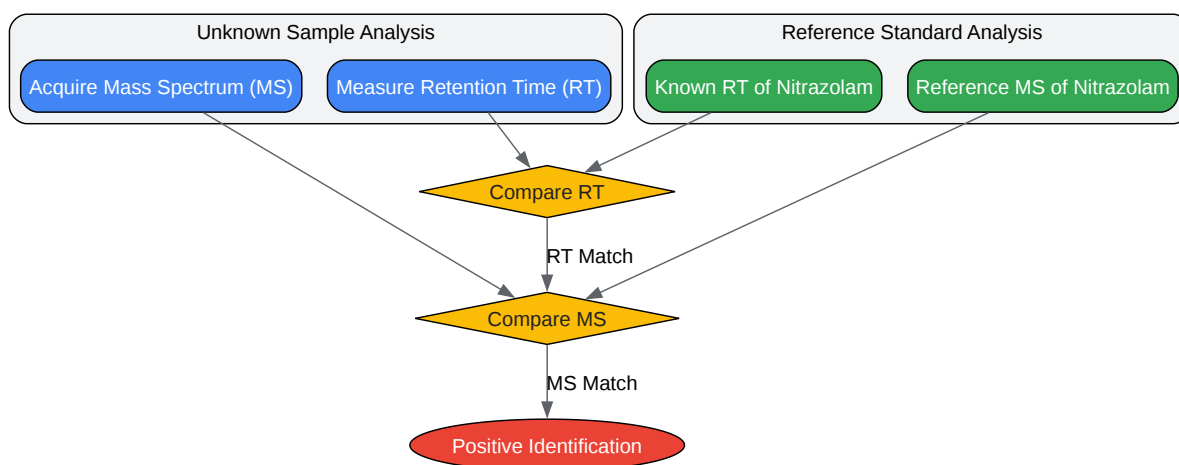 Unknown Sample Analysis
Reference Standard Analysis
Acquire Mass Spectrum (MS)
Measure Retention Time (RT)
Known RT of Nitrazolam
Reference MS of Nitrazolam
Compare RT
RT Match
Compare MS
MS Match
Positive Identification